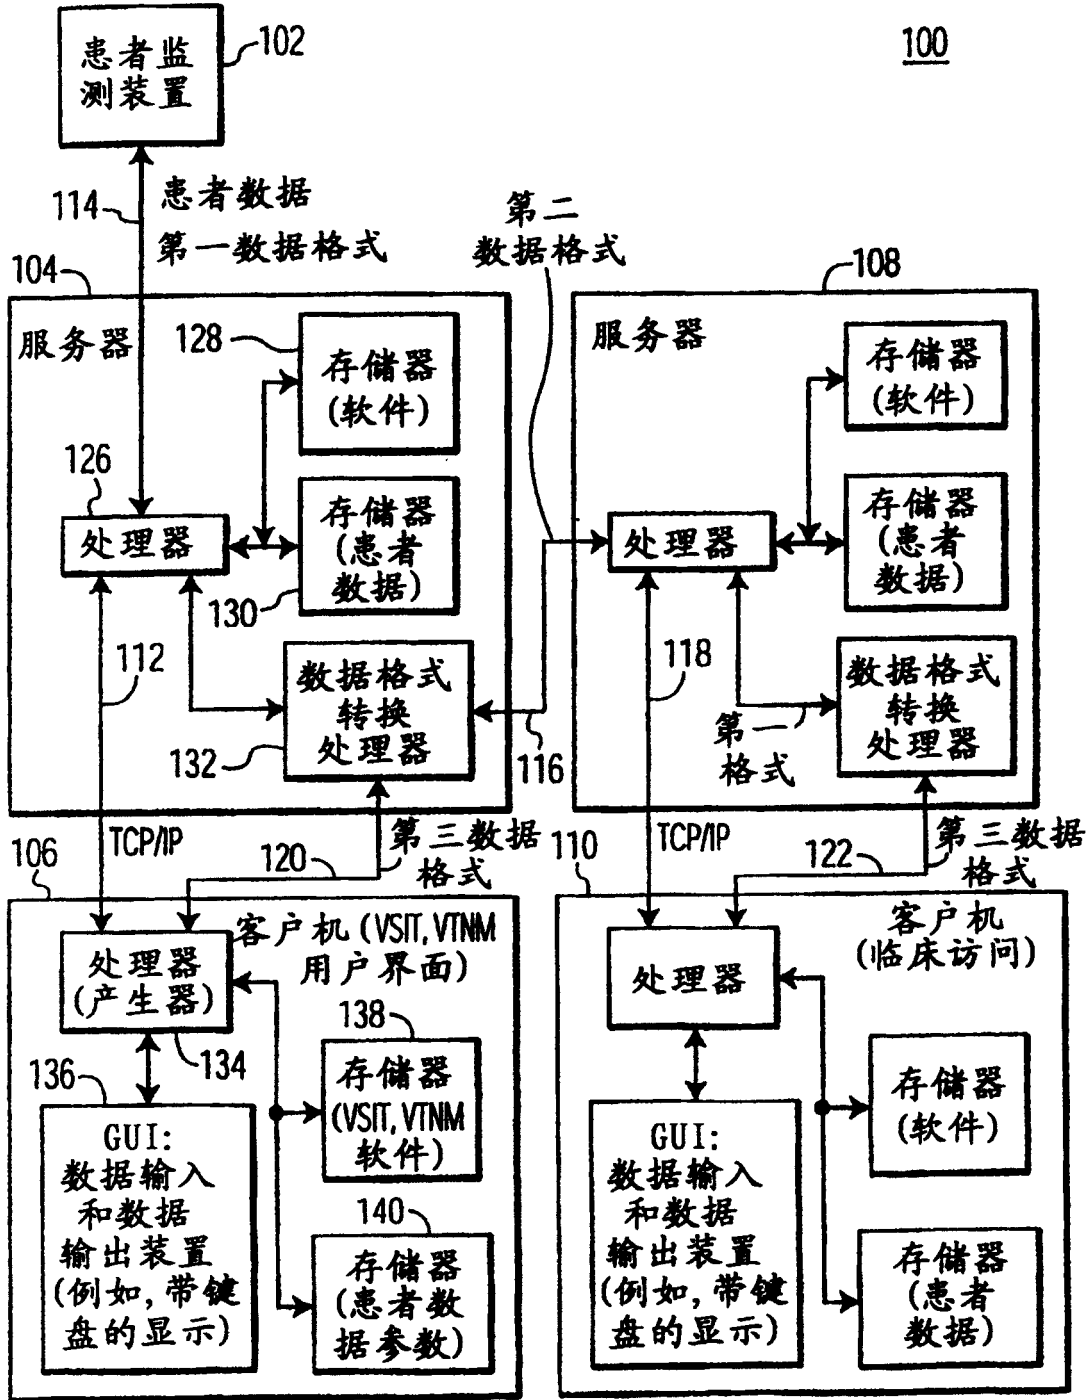 100
102
患者监
测装置
114
患者数据
第一数据格式
第二
数据格式
104
服务器
128
存储器
(软件)
126
处理器
存储器
(患者
数据)
130
112
数据格式
转换
处理器
132
116
108
服务器
存储器
(软件)
处理器
存储器
(患者
数据)
118
数据格式
转换
处理器
第一
格式
TCP/IP
第三数据
格式
120
106
客户机(VSIT,VTNM
用户界面)
处理器
(产生器)
134
136
GUI:
数据输入
和数据
输出装置
(例如,带键
盘的显示)
138
存储器
(VSIT,VTNM
软件)
140
存储器
(患者数
据参数)
TCP/IP
第三数据
格式
122
110
客户机
(临床访问)
处理器
GUI:
数据输入
和数据
输出装置
(例如,带键
盘的显示)
存储器
(软件)
存储器
(患者
数据)